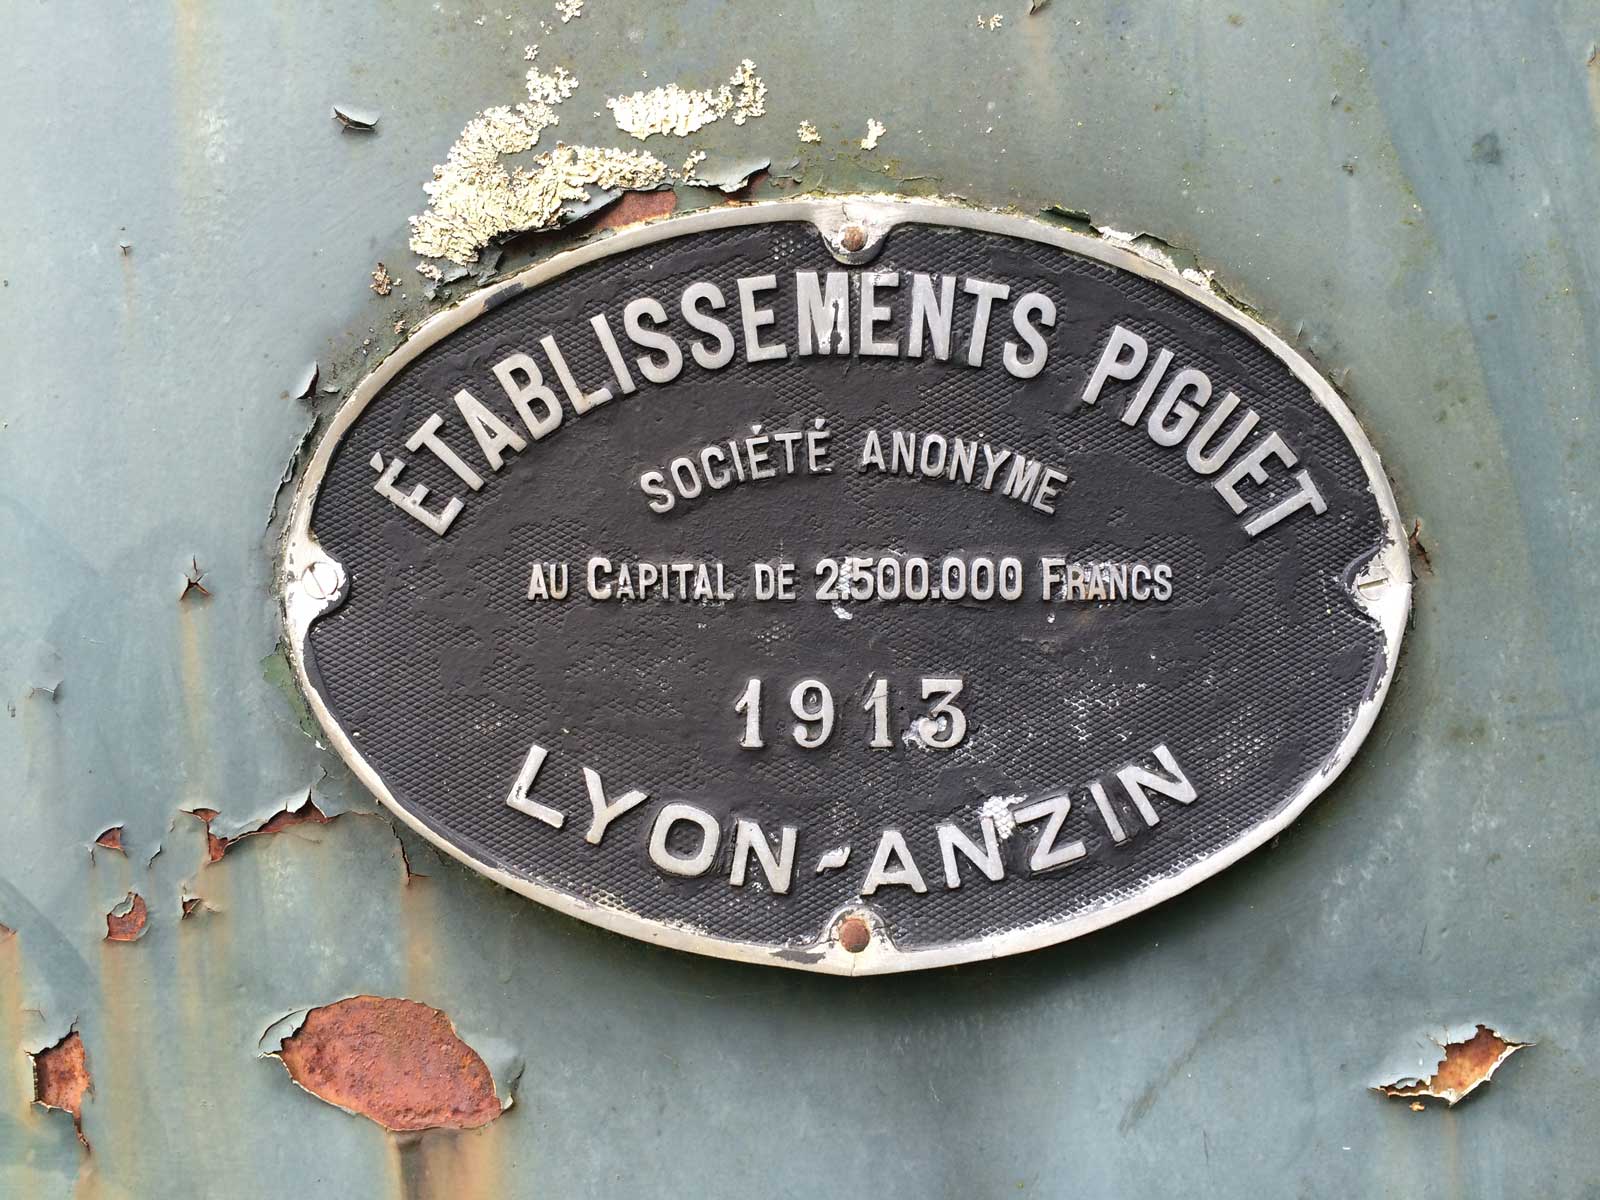 ÉTABLISSEMENTS PIGUET
SOCIÉTÉ ANONYME
AU CAPITAL DE 2.500.000 FRANCS
1913
LYON-ANZIN